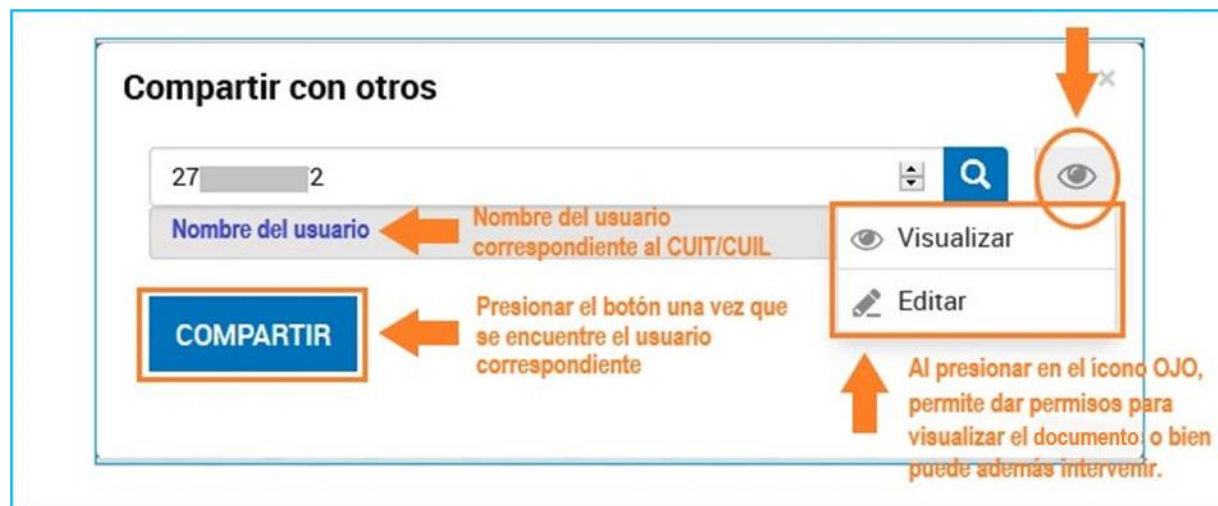 Compartir con otros
×
27 2
Nombre del usuario
Nombre del usuario
correspondiente al CUIT/CUIL
Visualizar
Editar
COMPARTIR
Presionar el botón una vez que
se encuentre el usuario
correspondiente
Al presionar en el ícono OJO,
permite dar permisos para
visualizar el documento o bien
puede además intervenir.